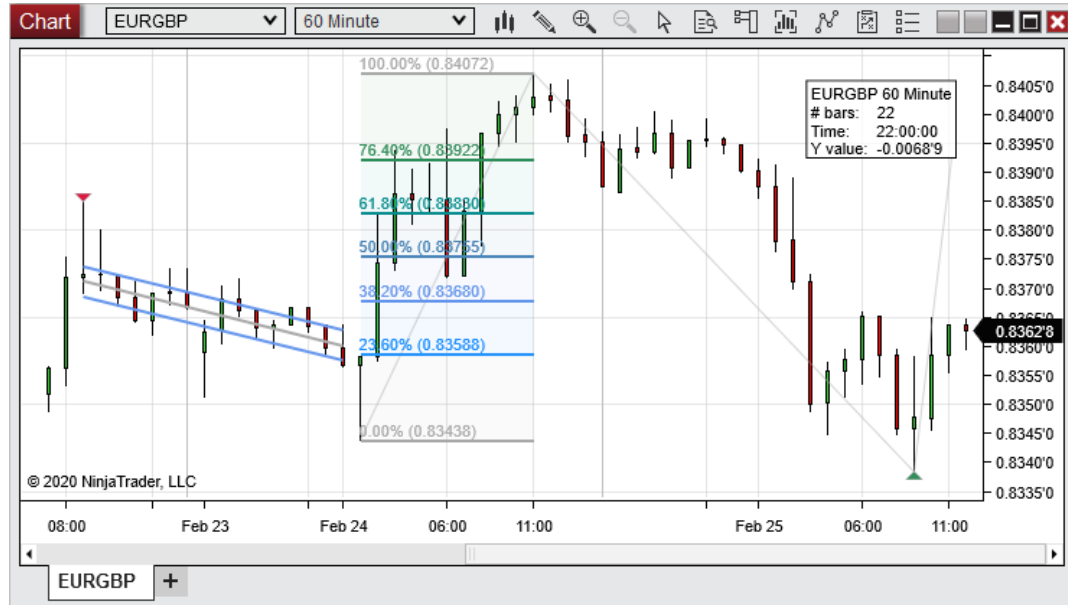 Chart EURGBP 60 Minute
100.00% (0.84072)
76.40% (0.83922)
61.80% (0.83830)
50.00% (0.83755)
38.20% (0.83680)
23.60% (0.83588)
0.00% (0.83438)
EURGBP 60 Minute
# bars: 22
Time: 22:00:00
Y value: -0.0068'9
0.8405'0
0.8400'0
0.8395'0
0.8390'0
0.8385'0
0.8380'0
0.8375'0
0.8370'0
0.8365'0
0.8362'8
0.8360'0
0.8355'0
0.8350'0
0.8345'0
0.8340'0
0.8335'0
© 2020 NinjaTrader, LLC
08:00 Feb 23 Feb 24 06:00 11:00 Feb 25 06:00 11:00
EURGBP +